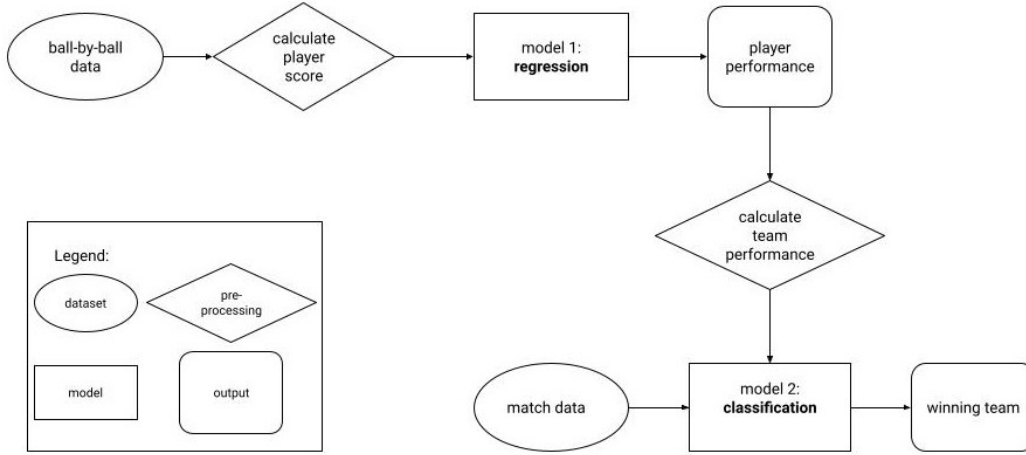 ball-by-ball
data
calculate
player
score
model 1:
regression
player
performance
calculate
team
performance
Legend:
dataset
pre-
processing
model
output
match data
model 2:
classification
winning team